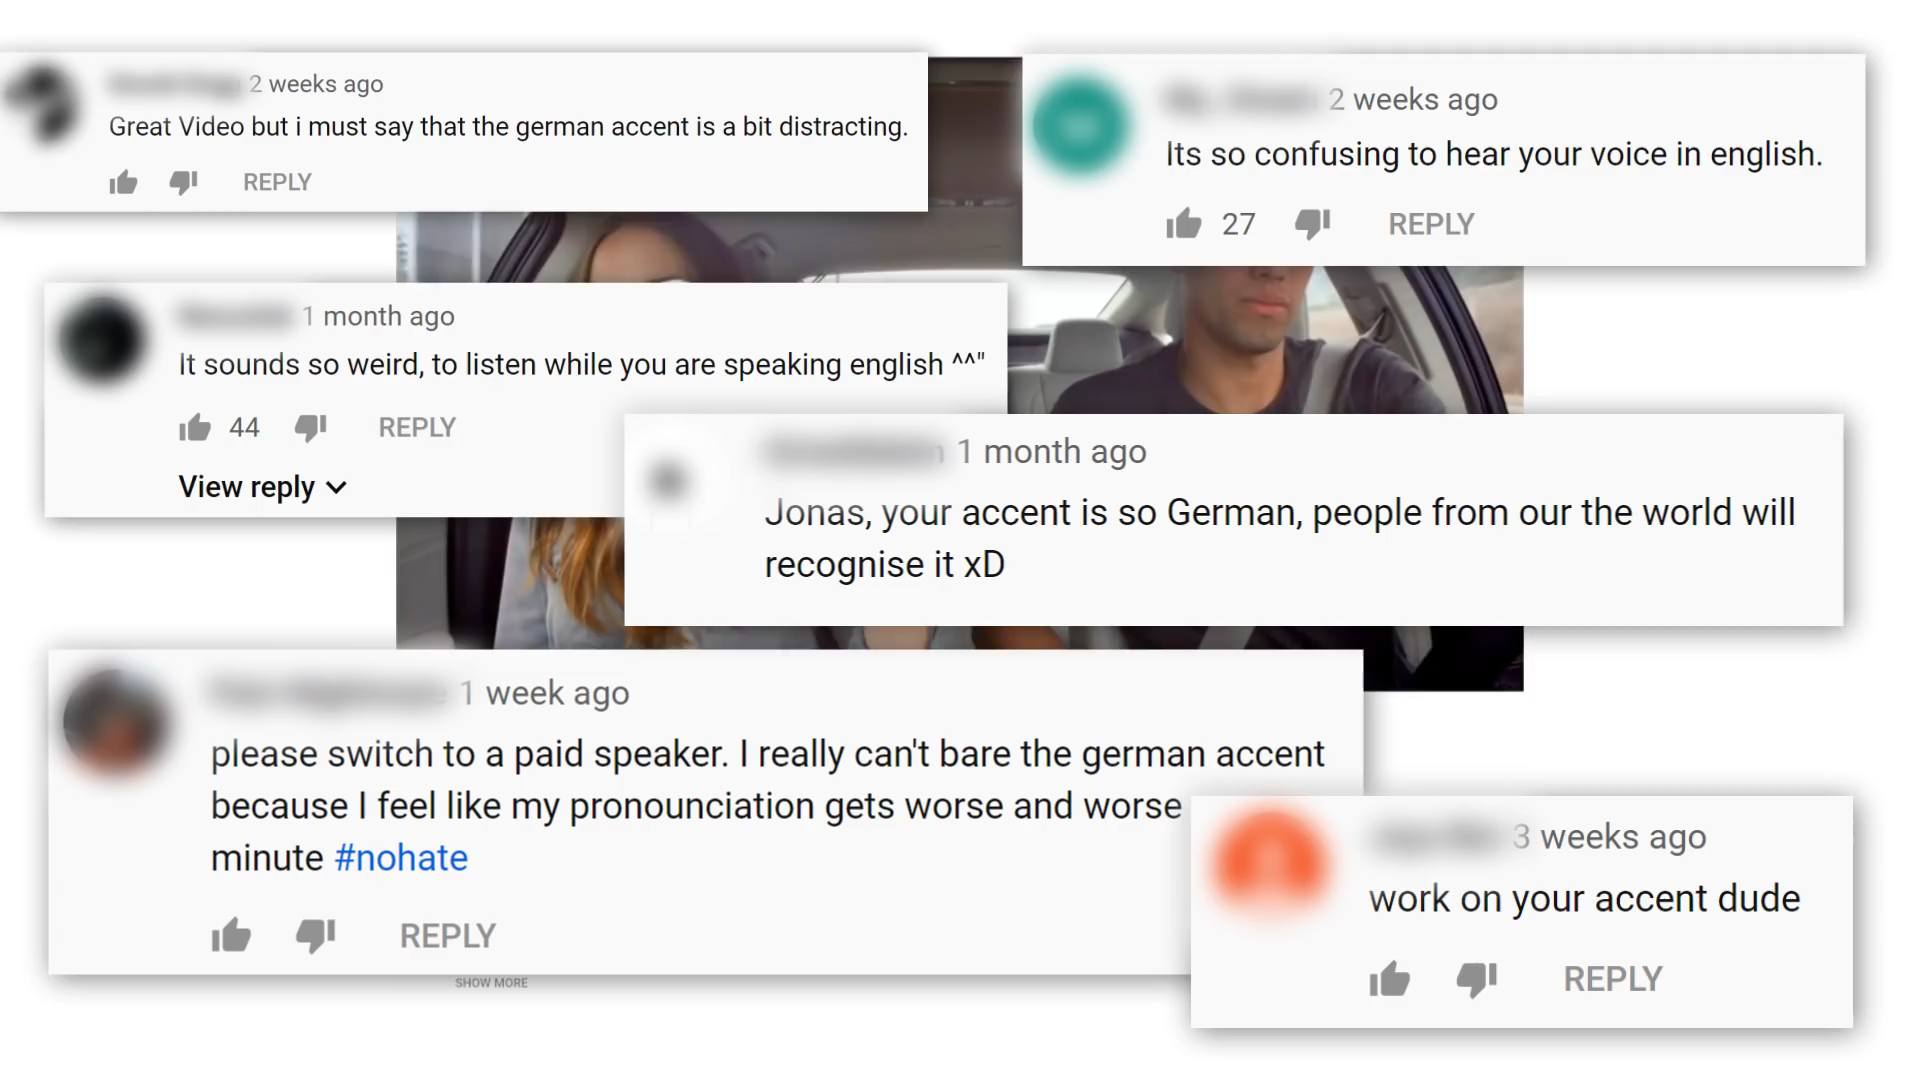 2 weeks ago
Great Video but i must say that the german accent is a bit distracting.
REPLY
2 weeks ago
Its so confusing to hear your voice in english.
27 REPLY
1 month ago
It sounds so weird, to listen while you are speaking english ^^"
44 REPLY
View reply
1 month ago
Jonas, your accent is so German, people from our the world will
recognise it xD
1 week ago
please switch to a paid speaker. I really can't bare the german accent
because I feel like my pronounciation gets worse and worse
minute #nohate
REPLY
SHOW MORE
3 weeks ago
work on your accent dude
REPLY